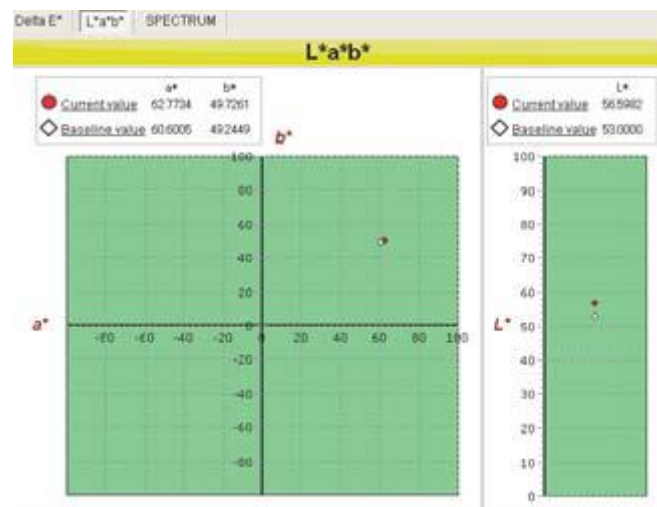 Delta E* L*a*b* SPECTRUM
L*a*b*
a* b*
Current value 62.7734 49.7261
Baseline value 60.6005 49.2449
L*
Current value 56.5982
Baseline value 53.0000
b*
100
80
60
40
20
0
-20
-40
-60
-80
a*
-80 -60 -40 -20 0 20 40 60 80 100
L*
100
90
80
70
60
50
40
30
20
10
0